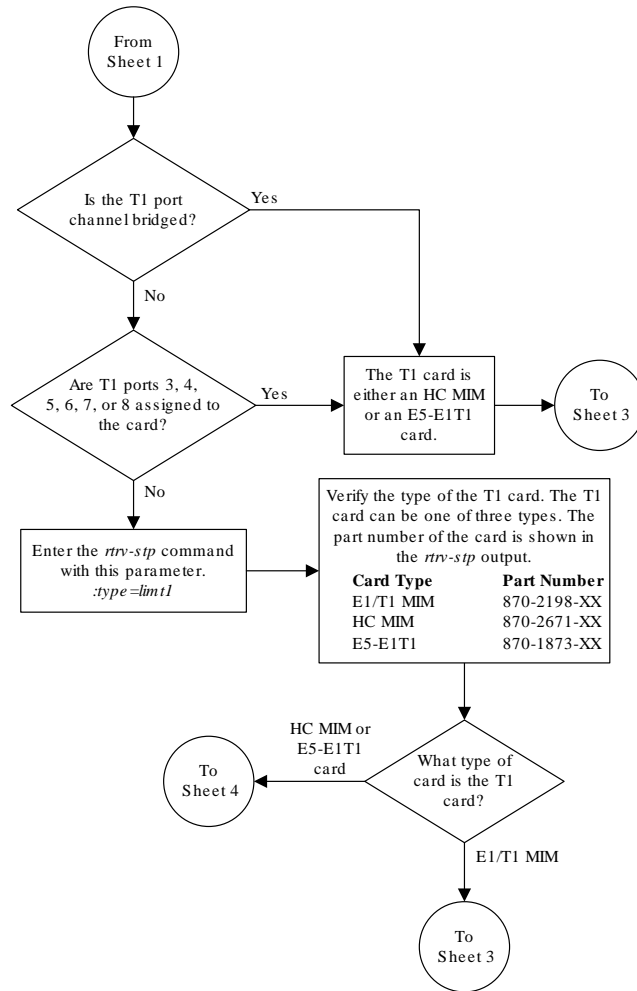 From
Sheet 1
Is the T1 port
channel bridged?
Yes
No
Are T1 ports 3, 4,
5, 6, 7, or 8 assigned to
the card?
Yes
The T1 card is
either an HC MIM
or an E5-E1T1
card.
To
Sheet 3
No
Enter the rtrv-stp command
with this parameter.
:type=limt1
Verify the type of the T1 card. The T1
card can be one of three types. The
part number of the card is shown in
the rtrv-stp output.
Card Type Part Number
E1/T1 MIM 870-2198-XX
HC MIM 870-2671-XX
E5-E1T1 870-1873-XX
What type of
card is the T1
card?
HC MIM or
E5-E1T1
card
To
Sheet 4
E1/T1 MIM
To
Sheet 3